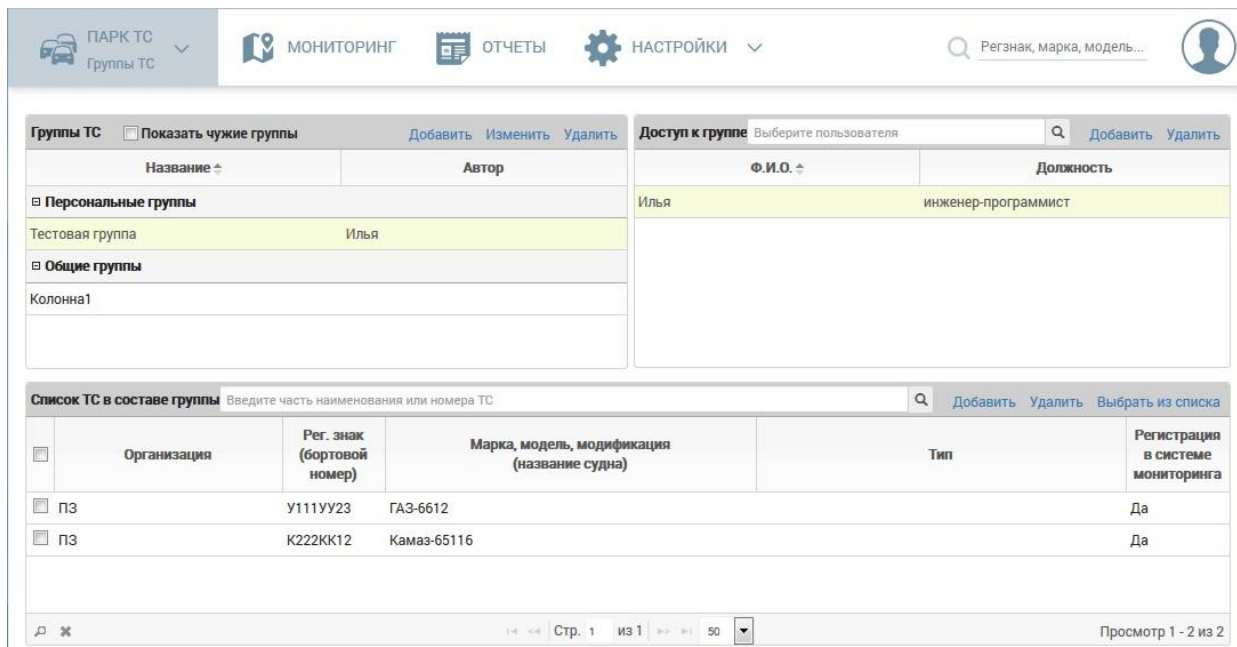 ПАРК ТС
Группы ТС
МОНИТОРИНГ
ОТЧЕТЫ
НАСТРОЙКИ
Регзнак, марка, модель...
Группы ТС Показать чужие группы Добавить Изменить Удалить
Название Автор
Персональные группы
Тестовая группа Илья
Общие группы
Колонна1
Доступ к группе Выберите пользователя Добавить Удалить
Ф.И.О. Должность
Илья инженер-программист
Список ТС в составе группы Введите часть наименования или номера ТС Добавить Удалить Выбрать из списка
Организация
Рег. знак
(бортовой
номер)
Марка, модель, модификация
(название судна)
Тип
Регистрация
в системе
мониторинга
ПЗ У111УУ23 ГАЗ-6612 Да
ПЗ К222КК12 Камаз-65116 Да
Стр. 1 из 1 50 Просмотр 1 - 2 из 2